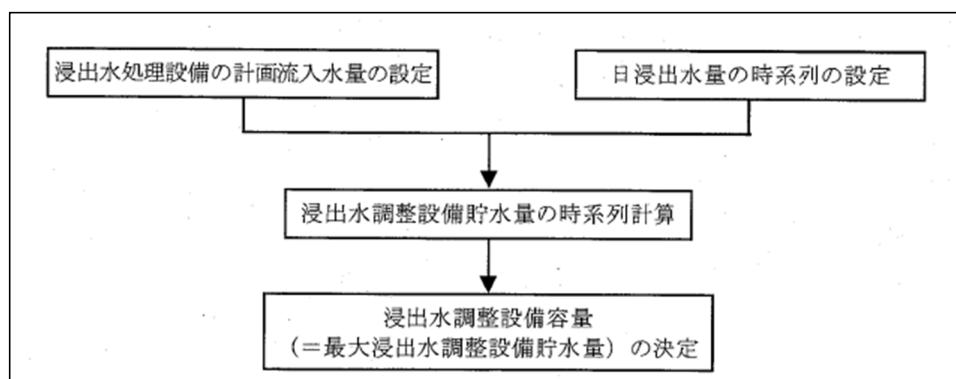 浸出水処理設備の計画流入水量の設定
日浸出水量の時系列の設定
浸出水調整設備貯水量の時系列計算
浸出水調整設備容量
(=最大浸出水調整設備貯水量)の決定